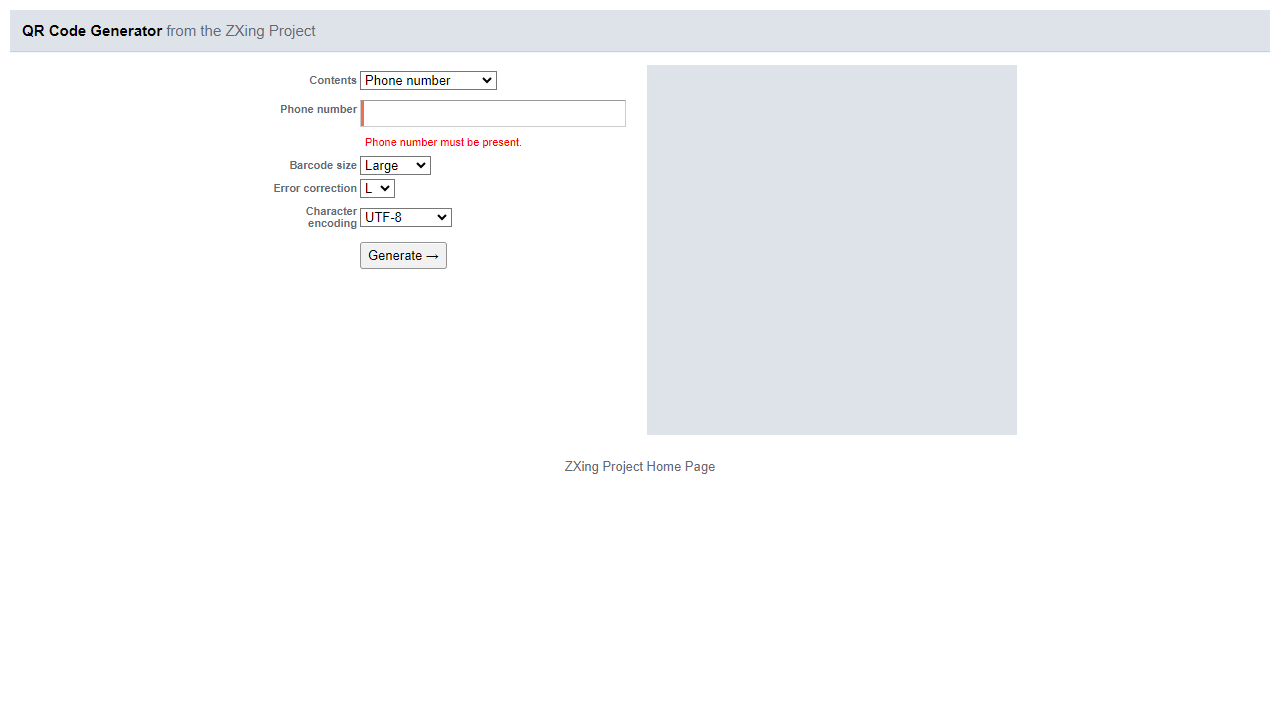 QR Code Generator from the ZXing Project
Contents Phone number
Phone number
Phone number must be present.
Barcode size Large
Error correction L
Character encoding UTF-8
Generate →
ZXing Project Home Page